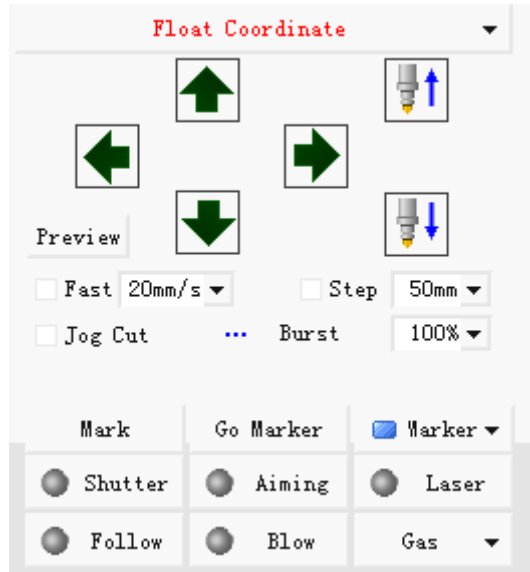 Float Coordinate
Preview
Fast 20mm/s Step 50mm
Jog Cut ... Burst 100%
Mark Go Marker Marker
Shutter Aiming Laser
Follow Blow Gas